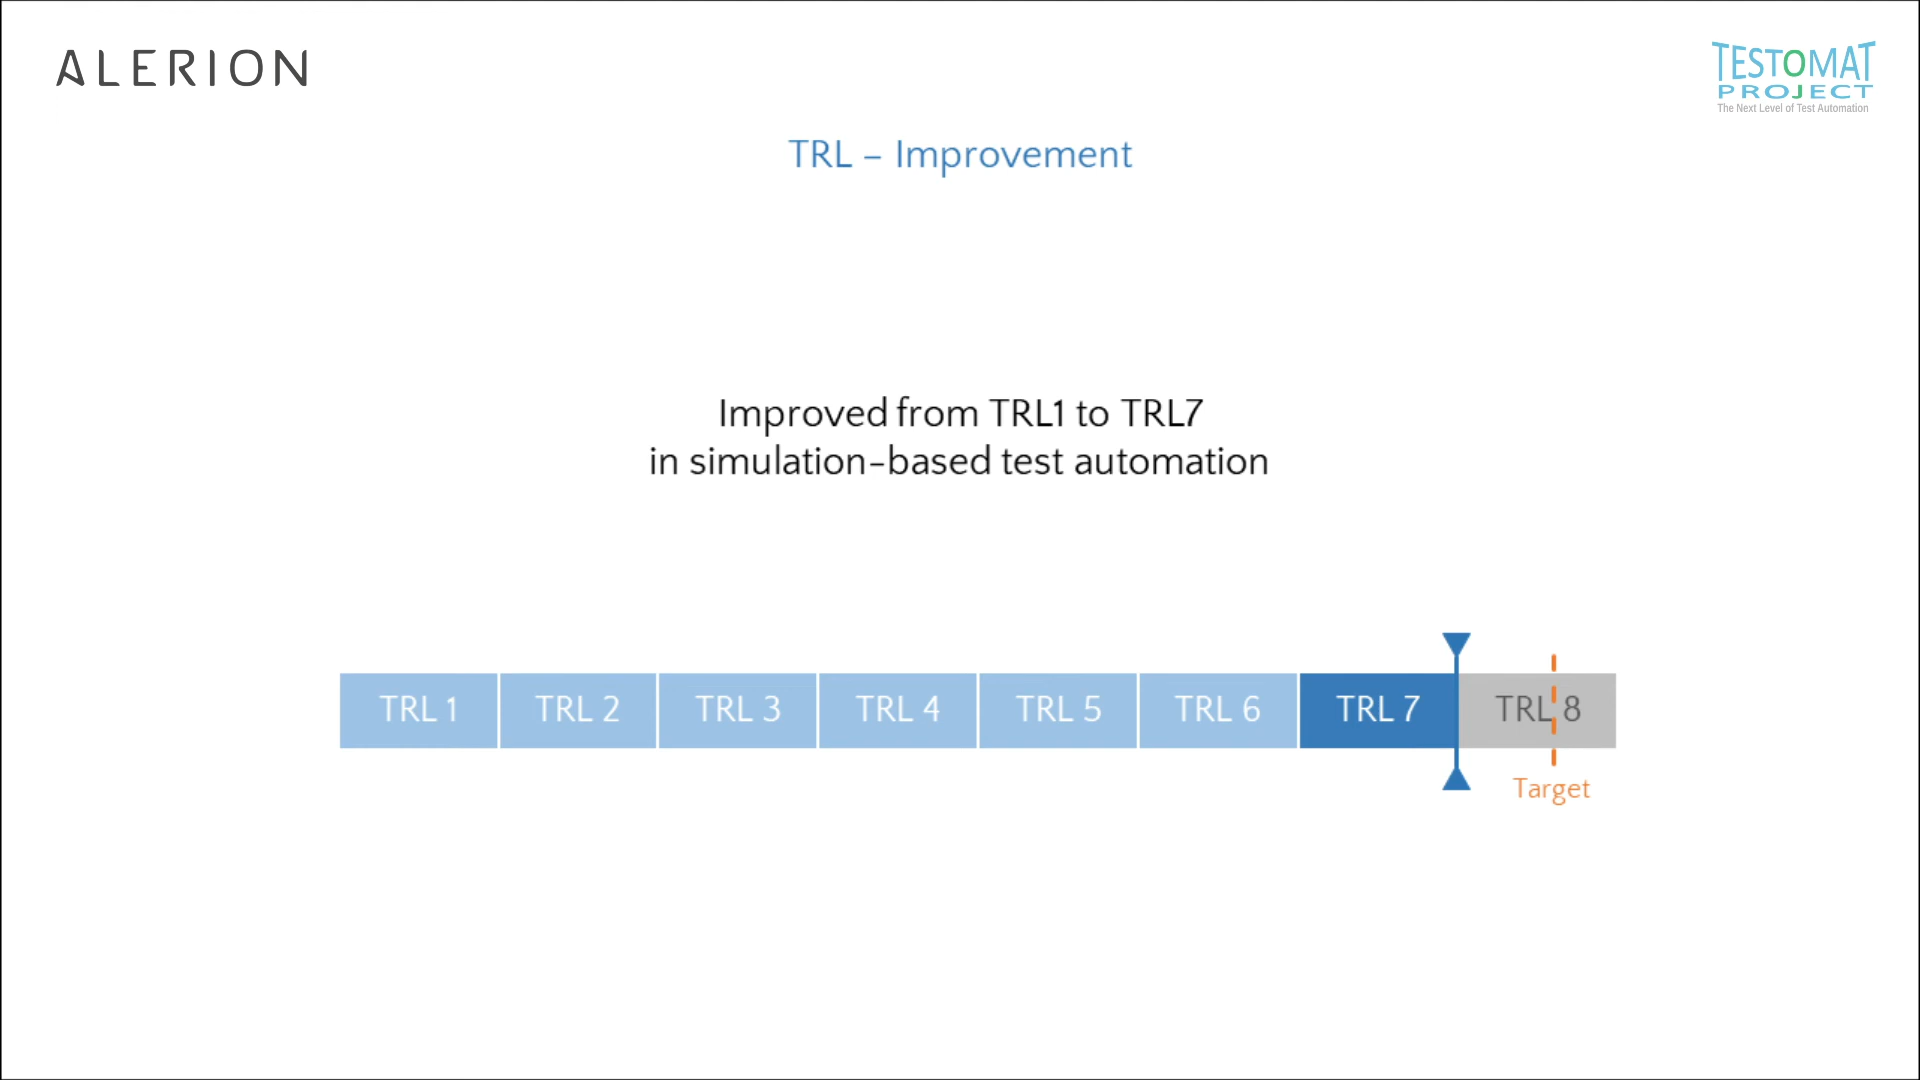 ALERION
TESTOMAT
PROJECT
The Next Level of Test Automation
TRL – Improvement
Improved from TRL1 to TRL7
in simulation-based test automation
TRL 1 TRL 2 TRL 3 TRL 4 TRL 5 TRL 6 TRL 7 TRL 8
Target